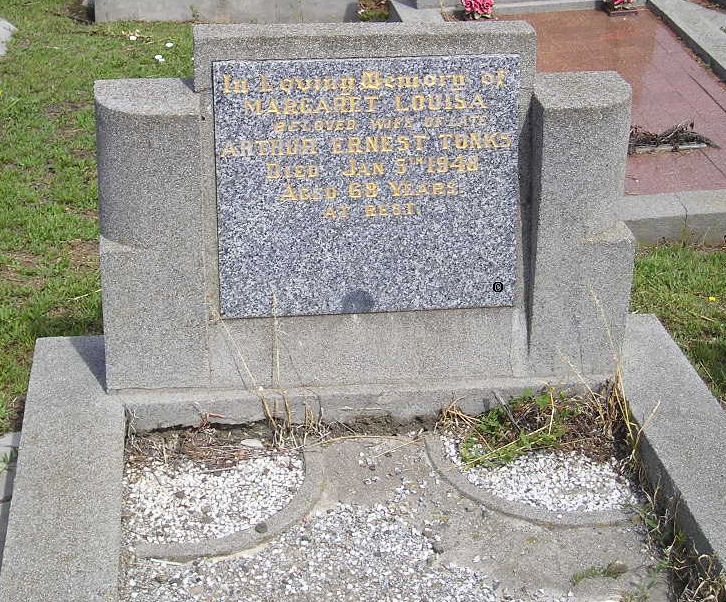 In Loving Memory of
MARGARET LOUISA
BELOVED WIFE OF LATE
ARTHUR ERNEST TONKS
DIED JAN 5TH 1948
AGED 68 YEARS.
AT REST.